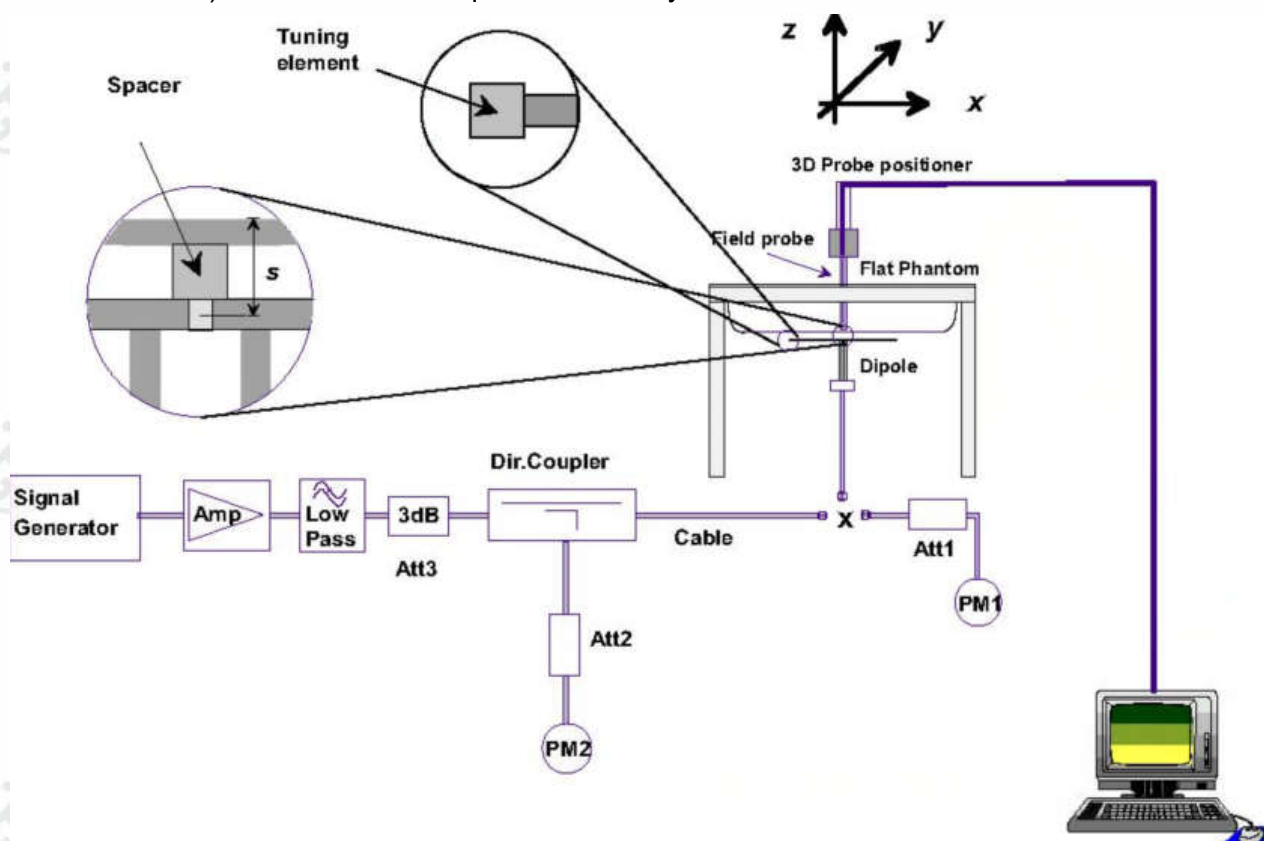 Tuning
element
Spacer
s
z
y
x
3D Probe positioner
Field probe
Flat Phantom
Dipole
Signal
Generator
Amp
Low
Pass
3dB
Att3
Dir.Coupler
Cable
x
Att1
PM1
Att2
PM2